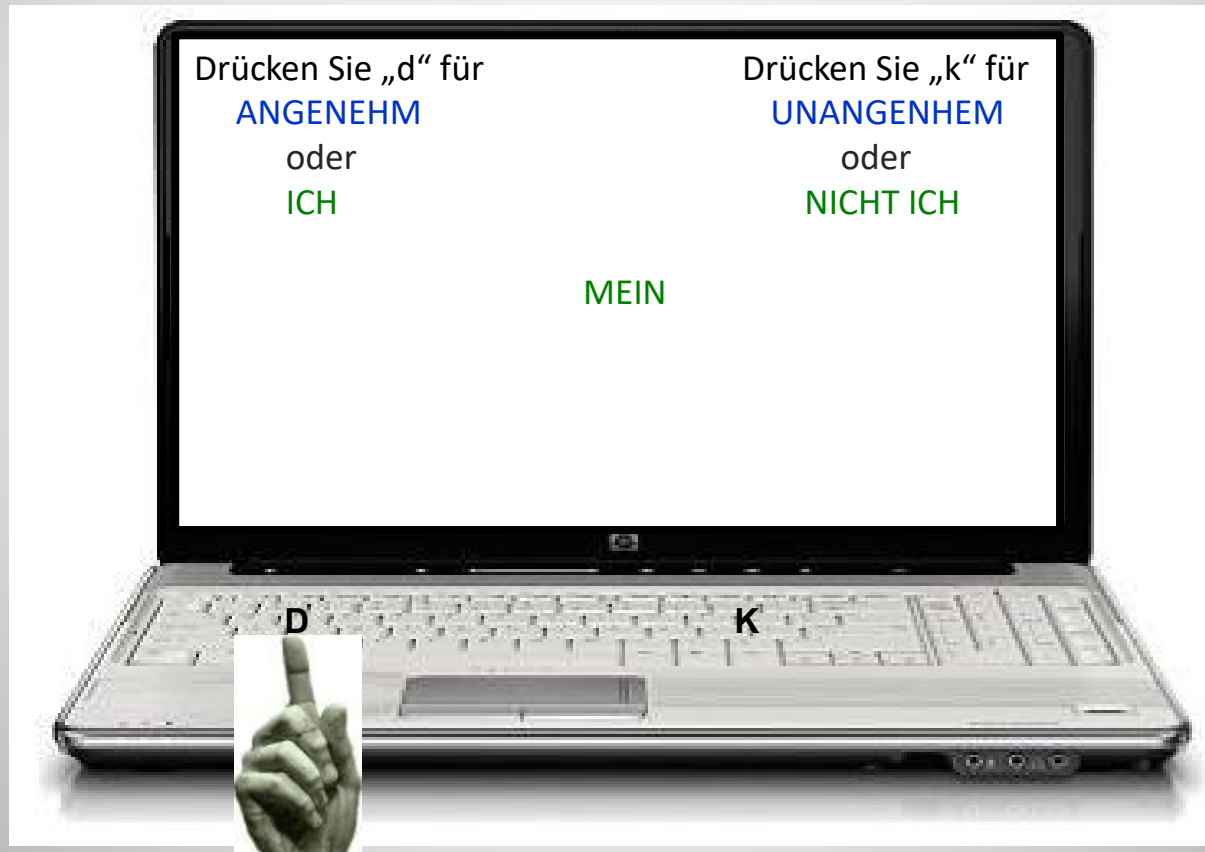 Drücken Sie „d“ für
ANGENEHM
oder
ICH
Drücken Sie „k“ für
UNANGENHEM
oder
NICHT ICH
MEIN
D
K